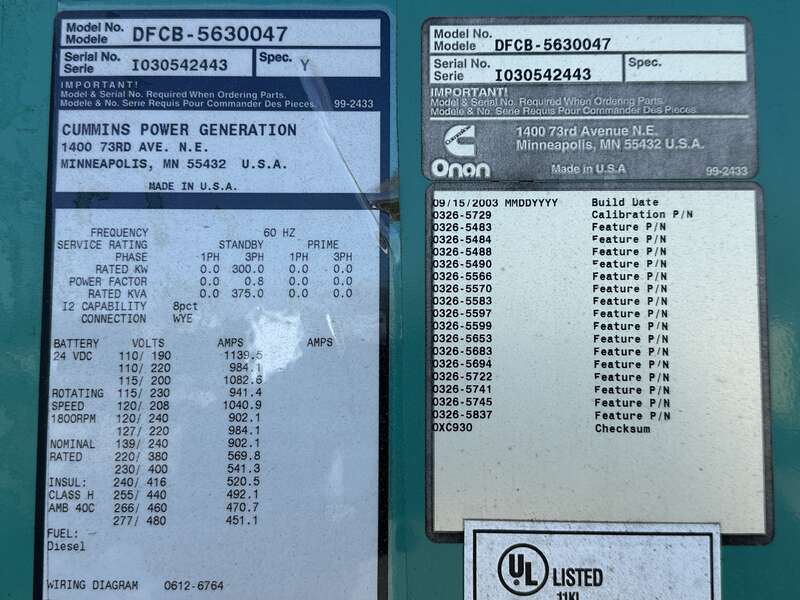 Model No.
Modele DFCB-5630047
Serial No.
Serie I030542443 Spec. Y
IMPORTANT!
Model & Serial No. Required When Ordering Parts.
Modele & No. Serie Requis Pour Commander Des Pieces. 99-2433
CUMMINS POWER GENERATION
1400 73RD AVE. N.E.
MINNEAPOLIS, MN 55432 U.S.A.
MADE IN U.S.A.
FREQUENCY 60 HZ
SERVICE RATING STANDBY PRIME
PHASE 1PH 3PH 1PH 3PH
RATED KW 0.0 300.0 0.0 0.0
POWER FACTOR 0.0 0.8 0.0 0.0
RATED KVA 0.0 375.0 0.0 0.0
I2 CAPABILITY 8pct
CONNECTION WYE
BATTERY VOLTS AMPS AMPS
24 VDC 110/ 190 1139.5
110/ 220 984.1
115/ 200 1082.6
ROTATING 115/ 230 941.4
SPEED 120/ 208 1040.9
1800RPM 120/ 240 902.1
127/ 220 984.1
NOMINAL 139/ 240 902.1
RATED 220/ 380 569.8
230/ 400 541.3
INSUL: 240/ 416 520.5
CLASS H 255/ 440 492.1
AMB 40C 266/ 460 470.7
277/ 480 451.1
FUEL:
Diesel
WIRING DIAGRAM 0612-6764
Model No.
Modele DFCB-5630047
Serial No.
Serie I030542443 Spec.
IMPORTANT!
Model & Serial No. Required When Ordering Parts.
Modele & No. Serie Requis Pour Commander Des Pieces.
Cummins
Onan
1400 73rd Avenue N.E.
Minneapolis, MN 55432 U.S.A.
Made in U.S.A 99-2433
09/15/2003 MMDDYYYY Build Date
0326-5729 Calibration P/N
0326-5483 Feature P/N
0326-5484 Feature P/N
0326-5488 Feature P/N
0326-5490 Feature P/N
0326-5566 Feature P/N
0326-5570 Feature P/N
0326-5583 Feature P/N
0326-5597 Feature P/N
0326-5599 Feature P/N
0326-5653 Feature P/N
0326-5683 Feature P/N
0326-5694 Feature P/N
0326-5722 Feature P/N
0326-5741 Feature P/N
0326-5745 Feature P/N
0326-5837 Feature P/N
0XC930 Checksum
UL LISTED